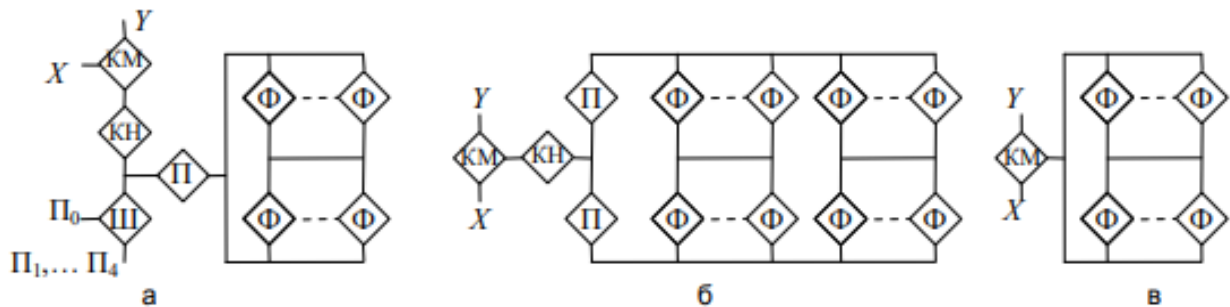 Y
КМ
X
КН
П
П₀
Ш
П₁,… П₄
Ф Ф
Ф Ф
а
Y
КМ
КН
X
П
П
Ф Ф Ф Ф
Ф Ф Ф Ф
б
Y
КМ
X
Ф Ф
Ф Ф
в